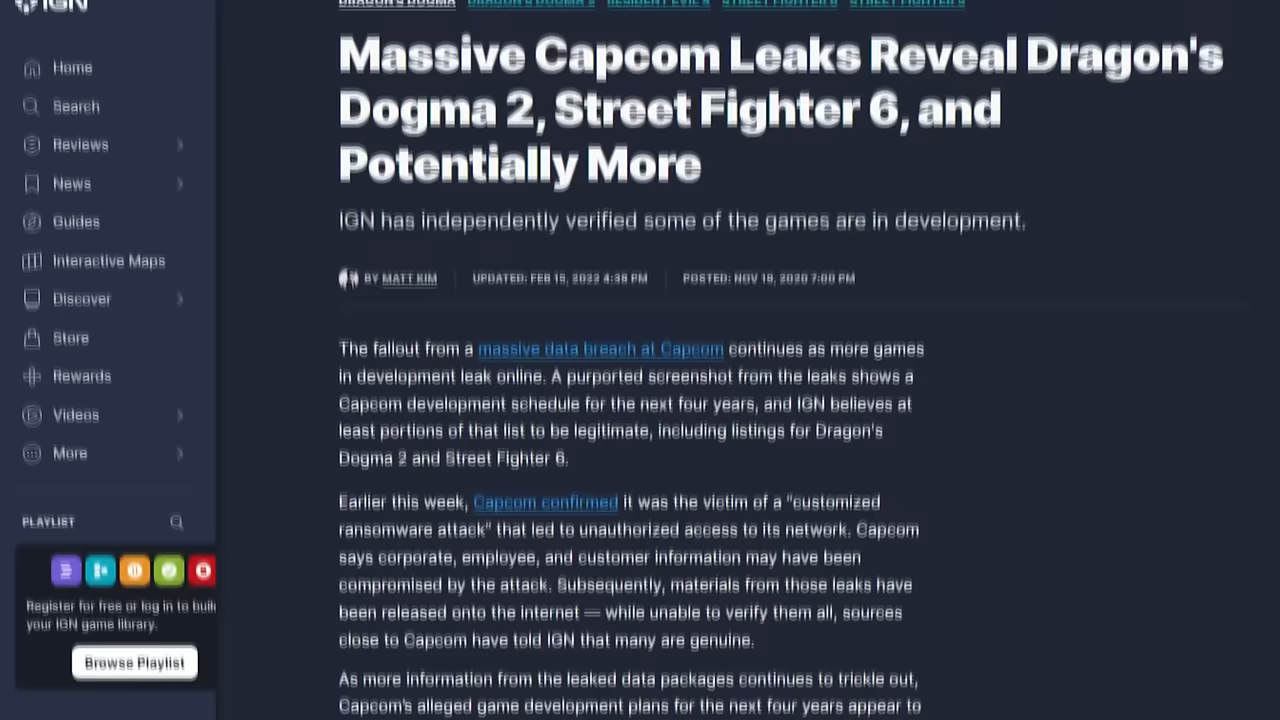 IGN
DRAGON'S DOGMA DRAGON'S DOGMA 2 STREET FIGHTER 6
Massive Capcom Leaks Reveal Dragon's
Dogma 2, Street Fighter 6, and
Potentially More
IGN has independently verified some of the games are in development.
BY MATT KIM UPDATED: FEB 15, 2022 4:38 PM POSTED: NOV 19, 2020 7:00 PM
Home
Search
Reviews
News
Guides
Interactive Maps
Discover
Store
Rewards
Videos
More
PLAYLIST
Register for free or log in to buil
your IGN game library.
Browse Playlist
The fallout from a massive data breach at Capcom continues as more games
in development leak online. A purported screenshot from the leaks shows a
Capcom development schedule for the next four years, and IGN believes at
least portions of that list to be legitimate, including listings for Dragon's
Dogma 2 and Street Fighter 6.
Earlier this week, Capcom confirmed it was the victim of a "customized
ransomware attack" that led to unauthorized access to its network. Capcom
says corporate, employee, and customer information may have been
compromised by the attack. Subsequently, materials from those leaks have
been released onto the internet — while unable to verify them all, sources
close to Capcom have told IGN that many are genuine.
As more information from the leaked data packages continues to trickle out,
Capcom's alleged game development plans for the next four years appear to